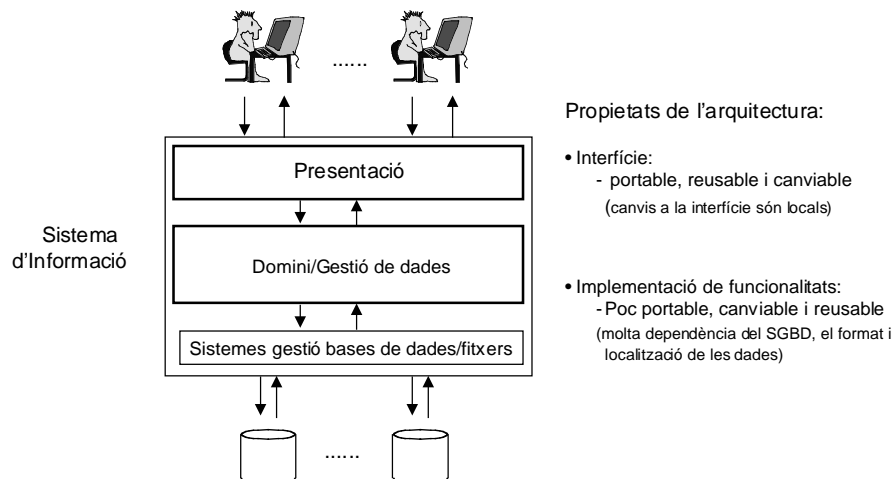 ......
Presentació
Domini/Gestió de dades
Sistemes gestió bases de dades/fitxers
......
Sistema
d'Informació
Propietats de l'arquitectura:
• Interfície:
- portable, reusable i canviable
(canvis a la interfície són locals)
• Implementació de funcionalitats:
-Poc portable, canviable i reusable
(molta dependència del SGBD, el format i
localització de les dades)